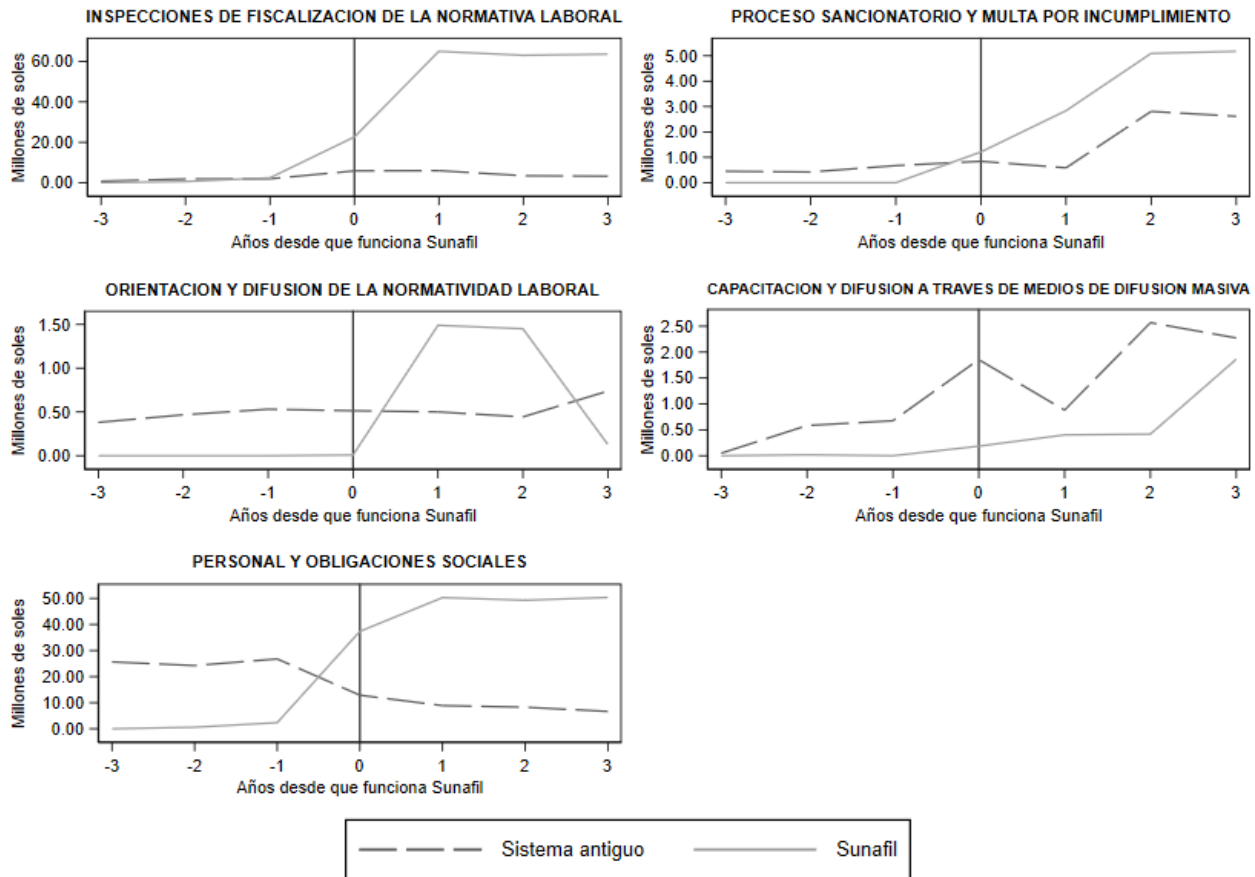 INSPECCIONES DE FISCALIZACION DE LA NORMATIVA LABORAL
Millones de soles
60.00
40.00
20.00
0.00
-3 -2 -1 0 1 2 3
Años desde que funciona Sunafil
PROCESO SANCIONATORIO Y MULTA POR INCUMPLIMIENTO
Millones de soles
5.00
4.00
3.00
2.00
1.00
0.00
-3 -2 -1 0 1 2 3
Años desde que funciona Sunafil
ORIENTACION Y DIFUSION DE LA NORMATIVIDAD LABORAL
Millones de soles
1.50
1.00
0.50
0.00
-3 -2 -1 0 1 2 3
Años desde que funciona Sunafil
CAPACITACION Y DIFUSION A TRAVES DE MEDIOS DE DIFUSION MASIVA
Millones de soles
2.50
2.00
1.50
1.00
0.50
0.00
-3 -2 -1 0 1 2 3
Años desde que funciona Sunafil
PERSONAL Y OBLIGACIONES SOCIALES
Millones de soles
50.00
40.00
30.00
20.00
10.00
0.00
-3 -2 -1 0 1 2 3
Años desde que funciona Sunafil
Sistema antiguo Sunafil